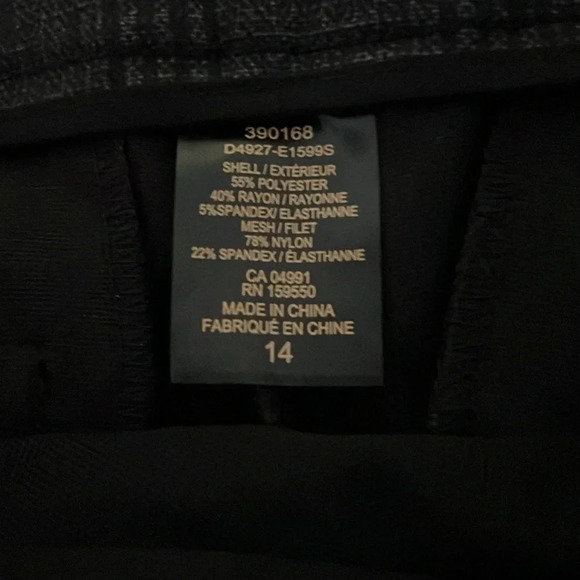 390168
D4927-E1599S
SHELL / EXTÉRIEUR
55% POLYESTER
40% RAYON / RAYONNE
5%SPANDEX/ ELASTHANNE
MESH / FILET
78% NYLON
22% SPANDEX / ÉLASTHANNE
CA 04991
RN 159550
MADE IN CHINA
FABRIQUÉ EN CHINE
14